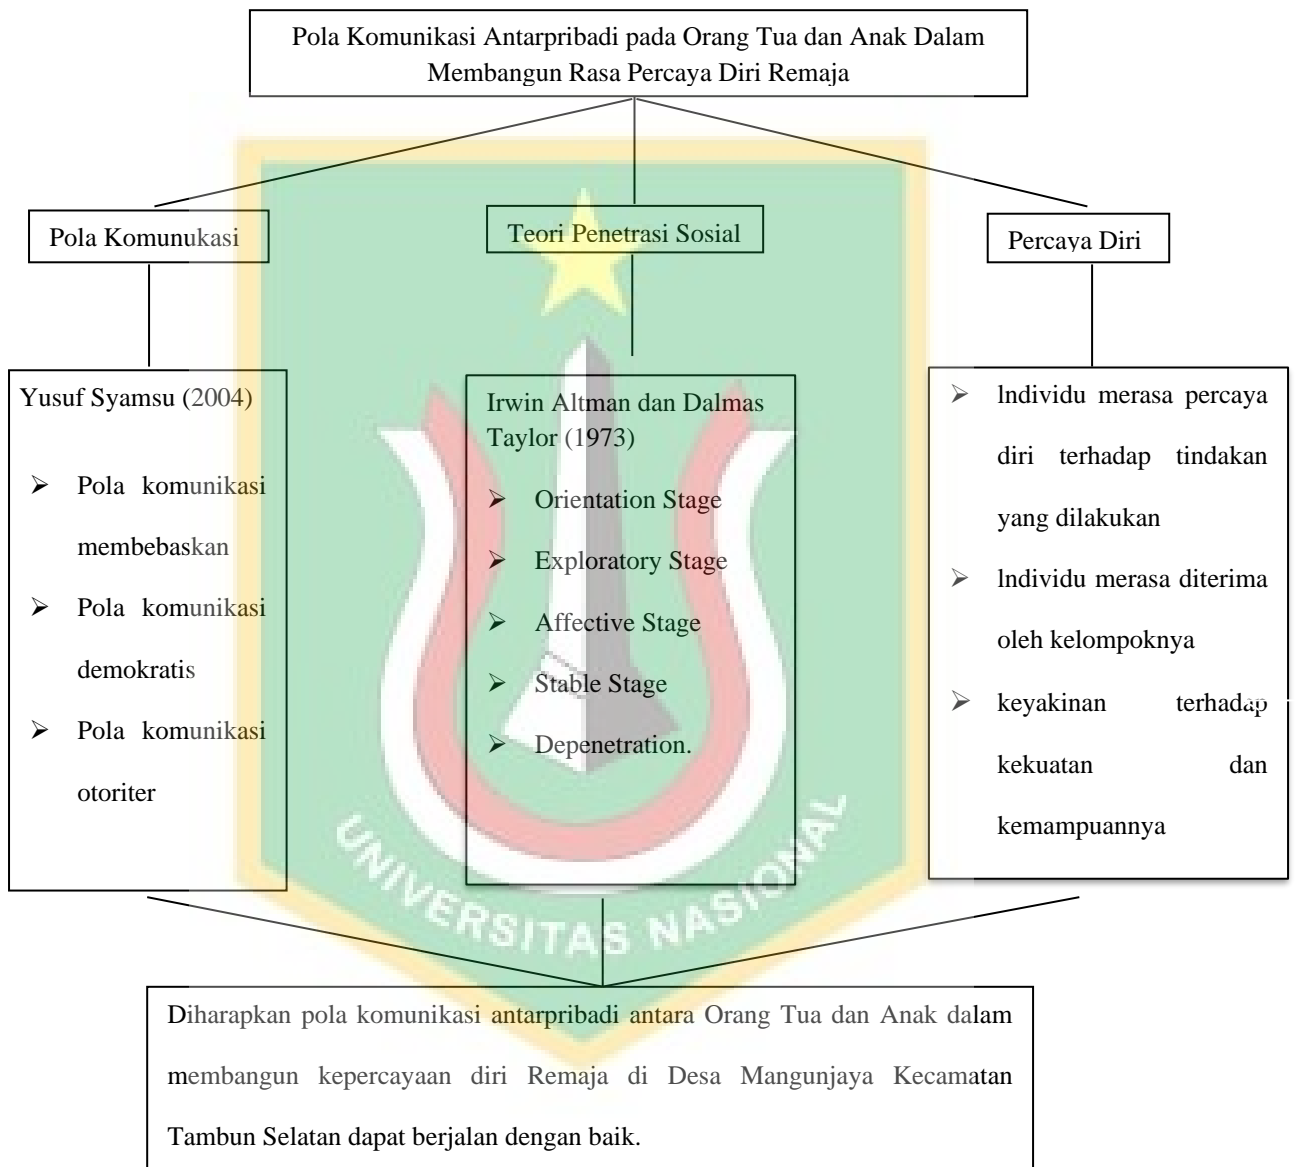 Pola Komunikasi Antarpribadi pada Orang Tua dan Anak Dalam
Membangun Rasa Percaya Diri Remaja
Pola Komunukasi
Teori Penetrasi Sosial
Percaya Diri
Yusuf Syamsu (2004)
➢ Pola komunikasi
membebaskan
➢ Pola komunikasi
demokratis
➢ Pola komunikasi
otoriter
Irwin Altman dan Dalmas
Taylor (1973)
➢ Orientation Stage
➢ Exploratory Stage
➢ Affective Stage
➢ Stable Stage
➢ Depenetration.
➢ Individu merasa percaya
diri terhadap tindakan
yang dilakukan
➢ Individu merasa diterima
oleh kelompoknya
➢ keyakinan terhadap
kekuatan dan
kemampuannya
UNIVERSITAS NASIONAL
Diharapkan pola komunikasi antarpribadi antara Orang Tua dan Anak dalam
membangun kepercayaan diri Remaja di Desa Mangunjaya Kecamatan
Tambun Selatan dapat berjalan dengan baik.